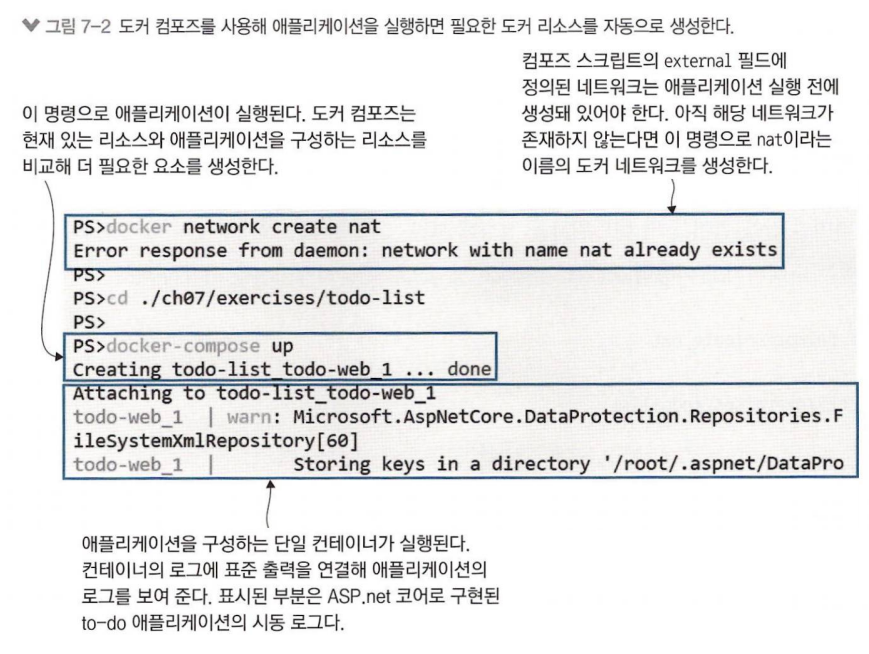 ♥ 그림 7-2 도커 컴포즈를 사용해 애플리케이션을 실행하면 필요한 도커 리소스를 자동으로 생성한다.
컴포즈 스크립트의 external 필드에
정의된 네트워크는 애플리케이션 실행 전에
생성돼 있어야 한다. 아직 해당 네트워크가
존재하지 않는다면 이 명령으로 nat이라는
이름의 도커 네트워크를 생성한다.
이 명령으로 애플리케이션이 실행된다. 도커 컴포즈는
현재 있는 리소스와 애플리케이션을 구성하는 리소스를
비교해 더 필요한 요소를 생성한다.
PS>docker network create nat
Error response from daemon: network with name nat already exists
PS>
PS>cd ./ch07/exercises/todo-list
PS>
PS>docker-compose up
Creating todo-list_todo-web_1 ... done
Attaching to todo-list_todo-web_1
todo-web_1 | warn: Microsoft.AspNetCore.DataProtection.Repositories.F
ileSystemXmlRepository[60]
todo-web_1 | Storing keys in a directory '/root/.aspnet/DataPro
애플리케이션을 구성하는 단일 컨테이너가 실행된다.
컨테이너의 로그에 표준 출력을 연결해 애플리케이션의
로그를 보여 준다. 표시된 부분은 ASP.net 코어로 구현된
to-do 애플리케이션의 시동 로그다.